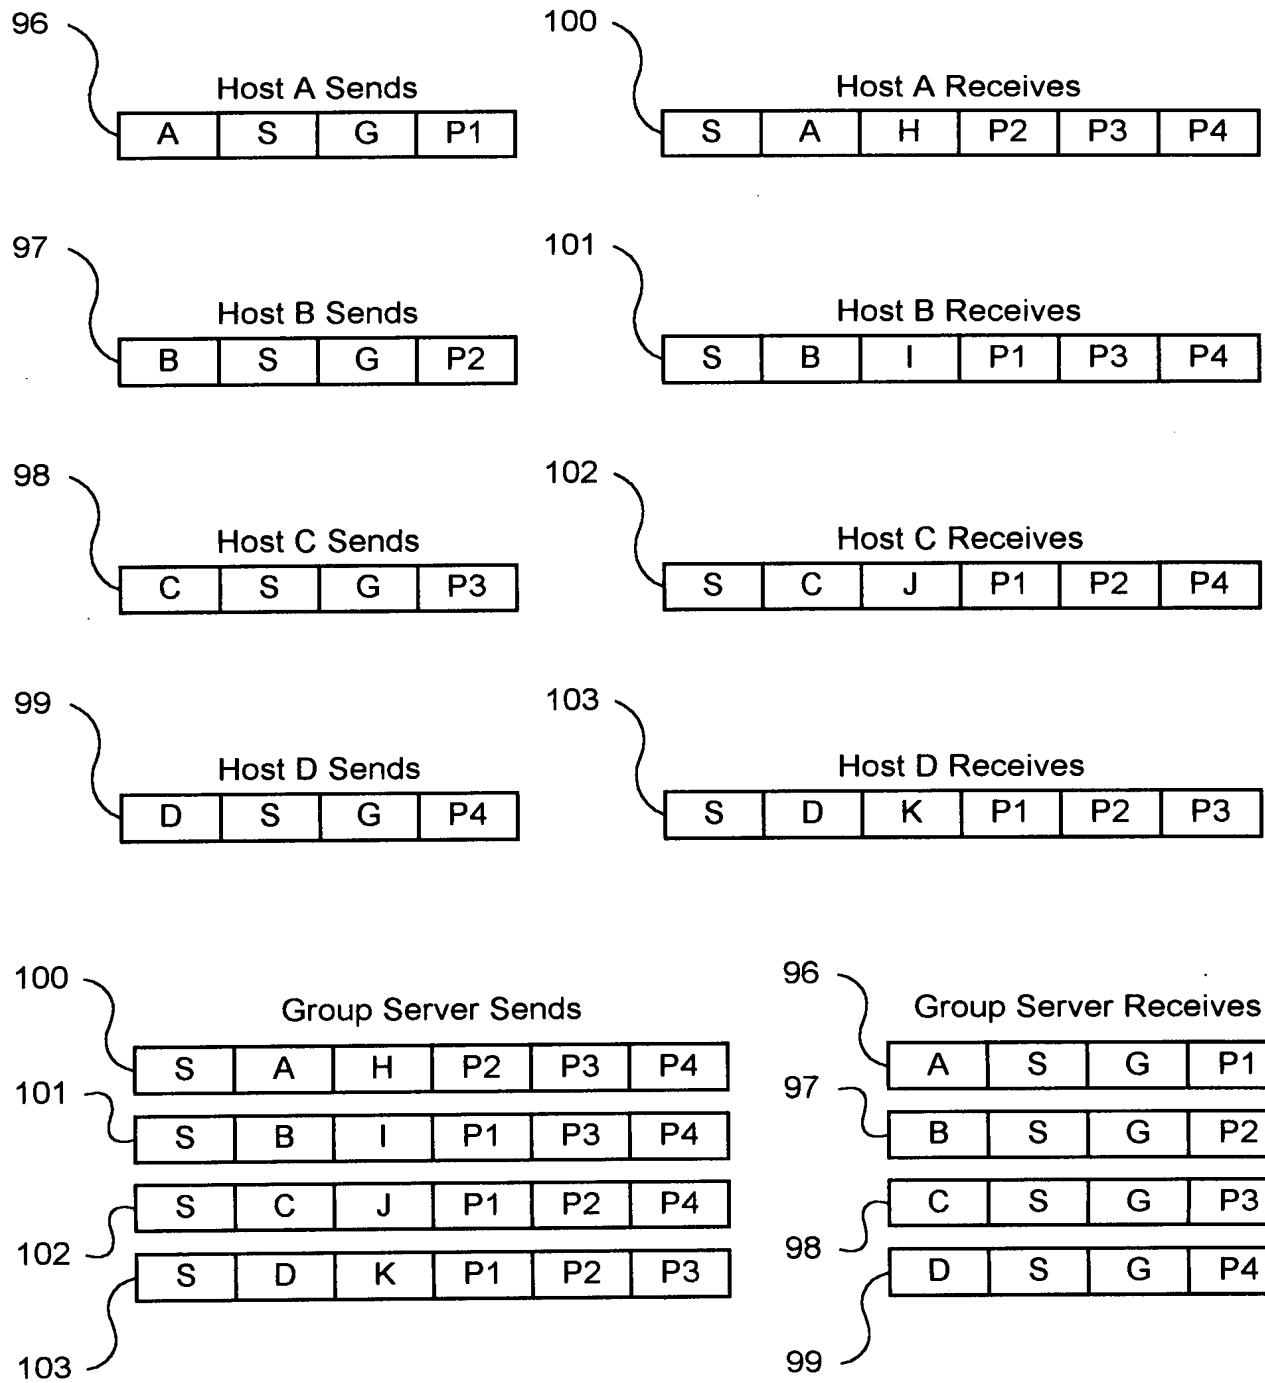 96
100
Host A Sends
Host A Receives
A S G P1
S A H P2 P3 P4
97
101
Host B Sends
Host B Receives
B S G P2
S B I P1 P3 P4
98
102
Host C Sends
Host C Receives
C S G P3
S C J P1 P2 P4
99
103
Host D Sends
Host D Receives
D S G P4
S D K P1 P2 P3
100
Group Server Sends
S A H P2 P3 P4
101
S B I P1 P3 P4
S C J P1 P2 P4
102
S D K P1 P2 P3
103
96
Group Server Receives
A S G P1
97
B S G P2
C S G P3
98
D S G P4
99